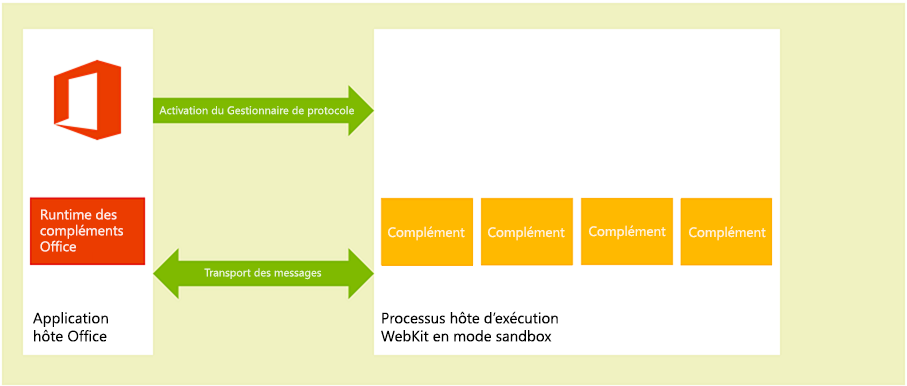 Activation du Gestionnaire de protocole
Runtime des
compléments
Office
Complément
Complément
Complément
Complément
Transport des messages
Application
hôte Office
Processus hôte d’exécution
WebKit en mode sandbox